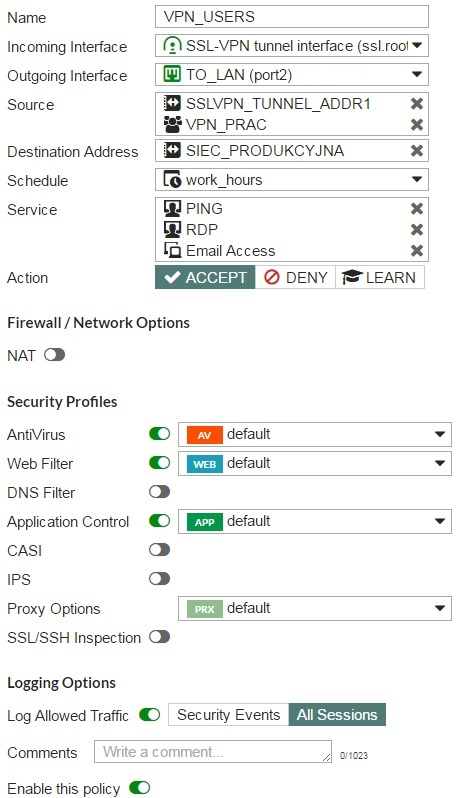 Name VPN_USERS
Incoming Interface SSL-VPN tunnel interface (ssl.root
Outgoing Interface TO_LAN (port2)
Source SSLVPN_TUNNEL_ADDR1
VPN_PRAC
Destination Address SIEC_PRODUKCYJNA
Schedule work_hours
Service PING
RDP
Email Access
Action ACCEPT DENY LEARN
Firewall / Network Options
NAT
Security Profiles
AntiVirus AV default
Web Filter WEB default
DNS Filter
Application Control APP default
CASI
IPS
Proxy Options PRX default
SSL/SSH Inspection
Logging Options
Log Allowed Traffic Security Events All Sessions
Comments Write a comment... 0/1023
Enable this policy